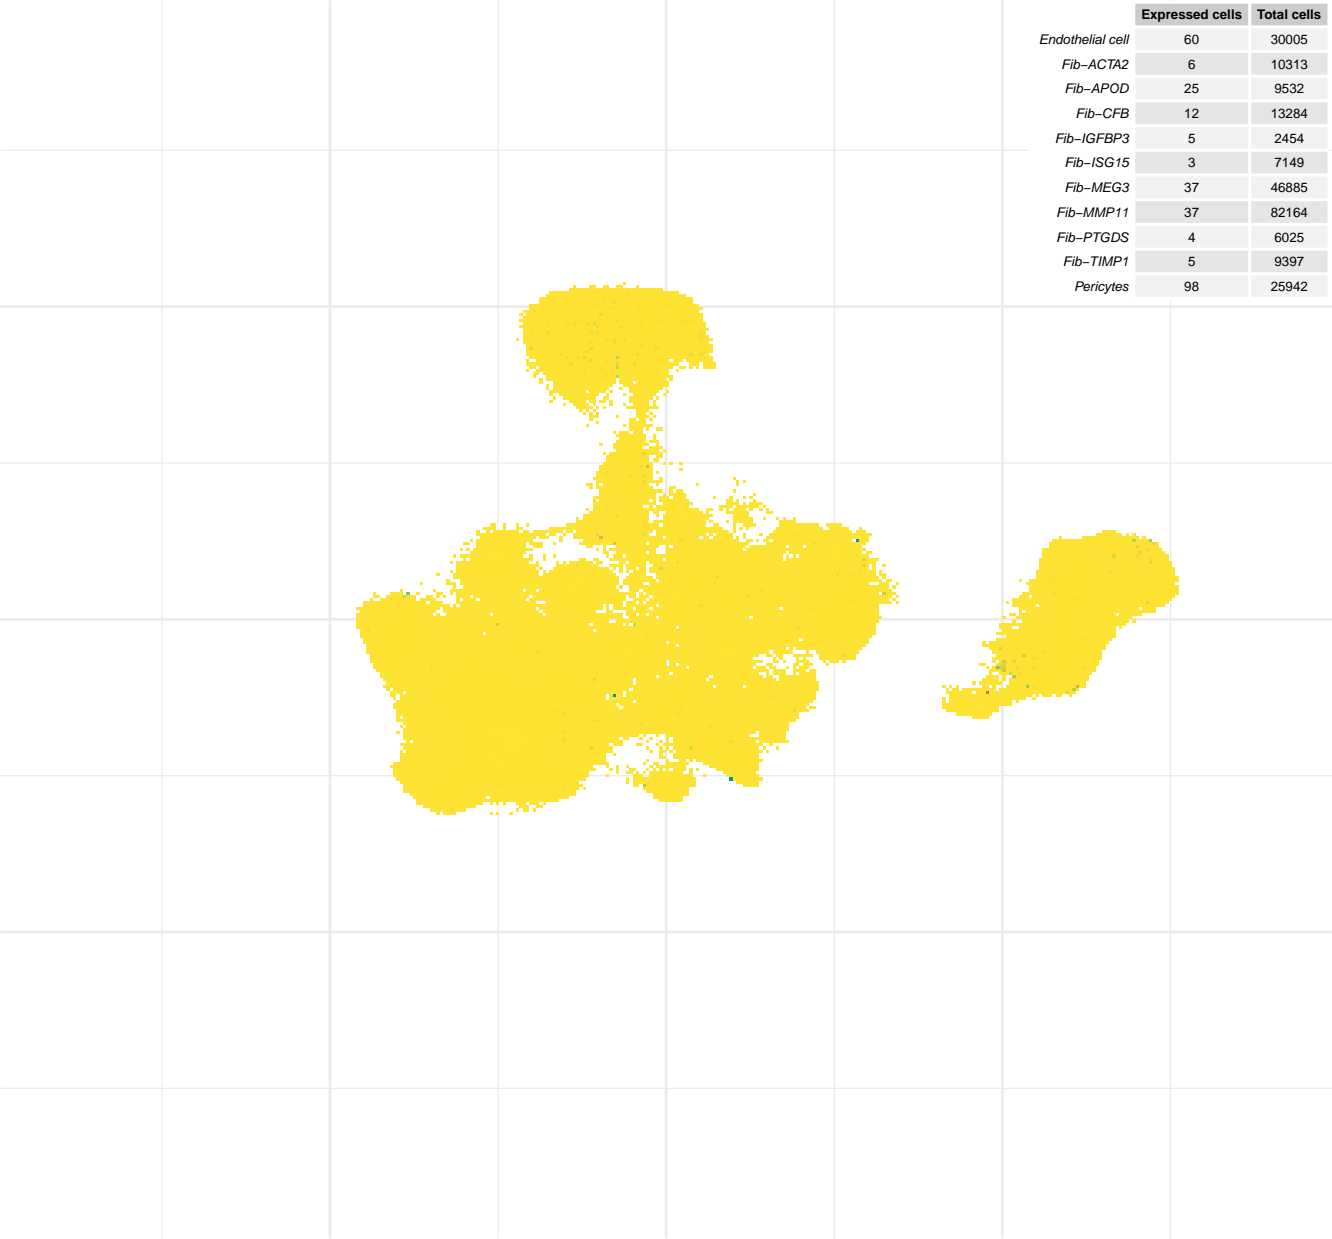 Expressed cells Total cells
Endothelial cell 60 30005
Fib−ACTA2 6 10313
Fib−APOD 25 9532
Fib−CFB 12 13284
Fib−IGFBP3 5 2454
Fib−ISG15 3 7149
Fib−MEG3 37 46885
Fib−MMP11 37 82164
Fib−PTGDS 4 6025
Fib−TIMP1 5 9397
Pericytes 98 25942